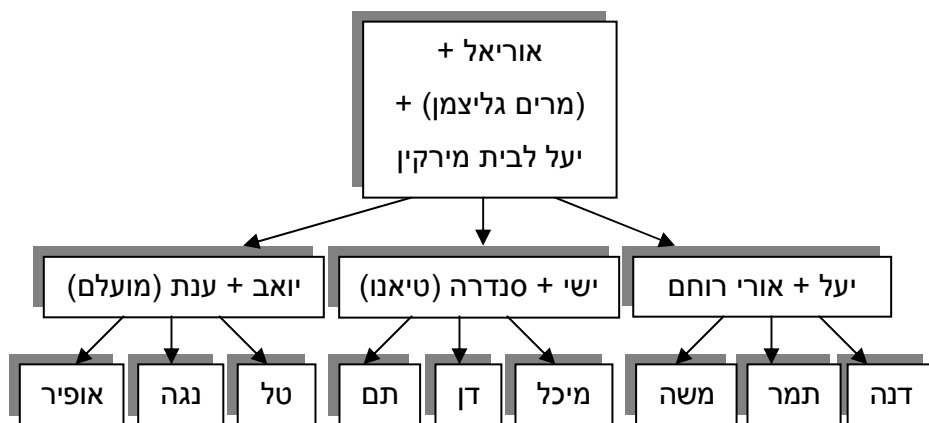 אוריאל +
(מרים גליצמן) +
יעל לבית מירקין
יעל + אורי רוחם
ישי + סנדרה (טיאנו)
יואב + ענת (מועלם)
דנה
תמר
משה
מיכל
דן
תם
טל
נגה
אופיר